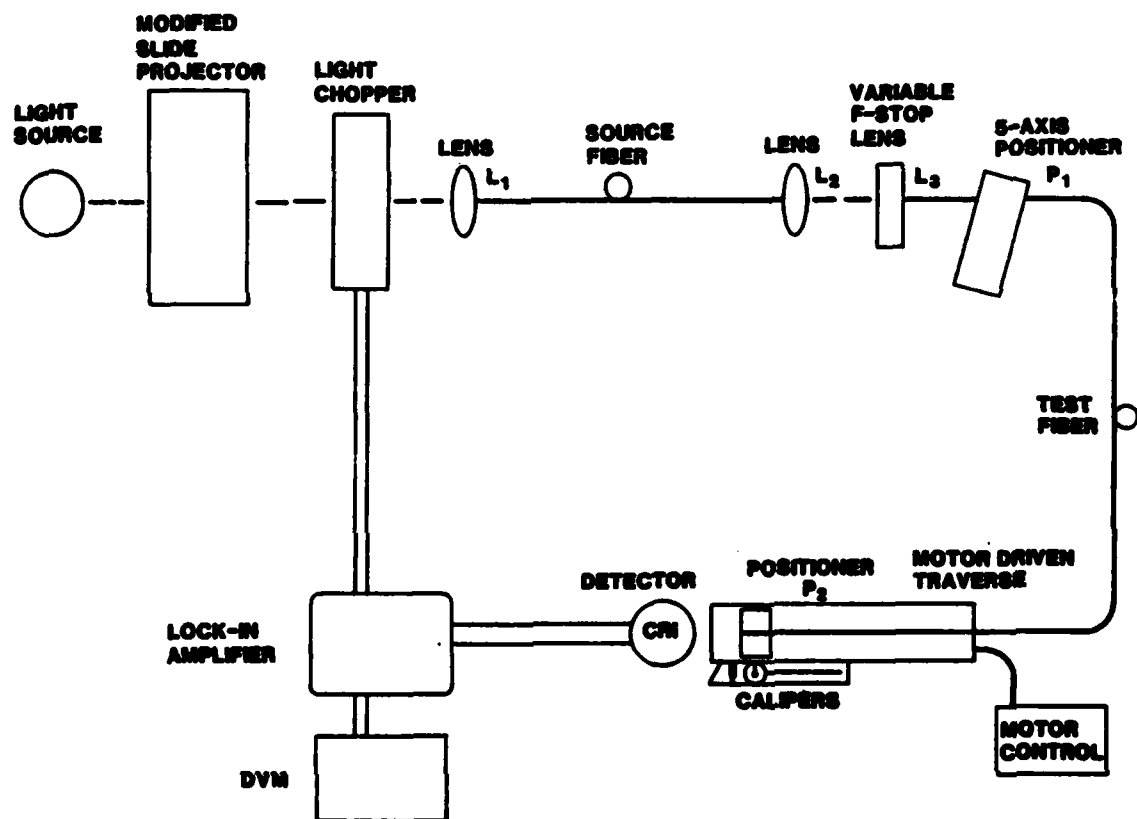 MODIFIED
SLIDE
PROJECTOR
LIGHT
SOURCE
LIGHT
CHOPPER
LENS
L₁
SOURCE
FIBER
LENS
L₂
VARIABLE
F-STOP
LENS
L₃
5-AXIS
POSITIONER
P₁
TEST
FIBER
DETECTOR
CRI
POSITIONER
P₂
MOTOR DRIVEN
TRAVERSE
LOCK-IN
AMPLIFIER
CALIPERS
MOTOR
CONTROL
DVM